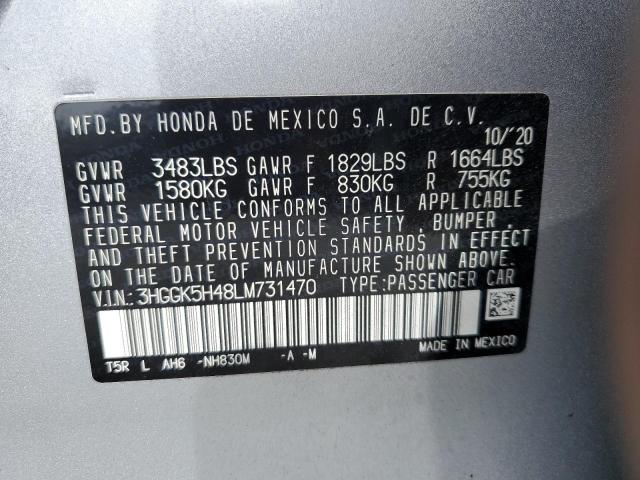 MFD. BY HONDA DE MEXICO S.A. DE C.V.
10/'20
GVWR 3483LBS GAWR F 1829LBS R 1664LBS
GVWR 1580KG GAWR F 830KG R 755KG
THIS VEHICLE CONFORMS TO ALL APPLICABLE
FEDERAL MOTOR VEHICLE SAFETY, BUMPER,
AND THEFT PREVENTION STANDARDS IN EFFECT
ON THE DATE OF MANUFACTURE SHOWN ABOVE.
V.I.N.: 3HGGK5H48LM731470 TYPE:PASSENGER CAR
T5R L AH6 -NH830M -A -M
MADE IN MEXICO